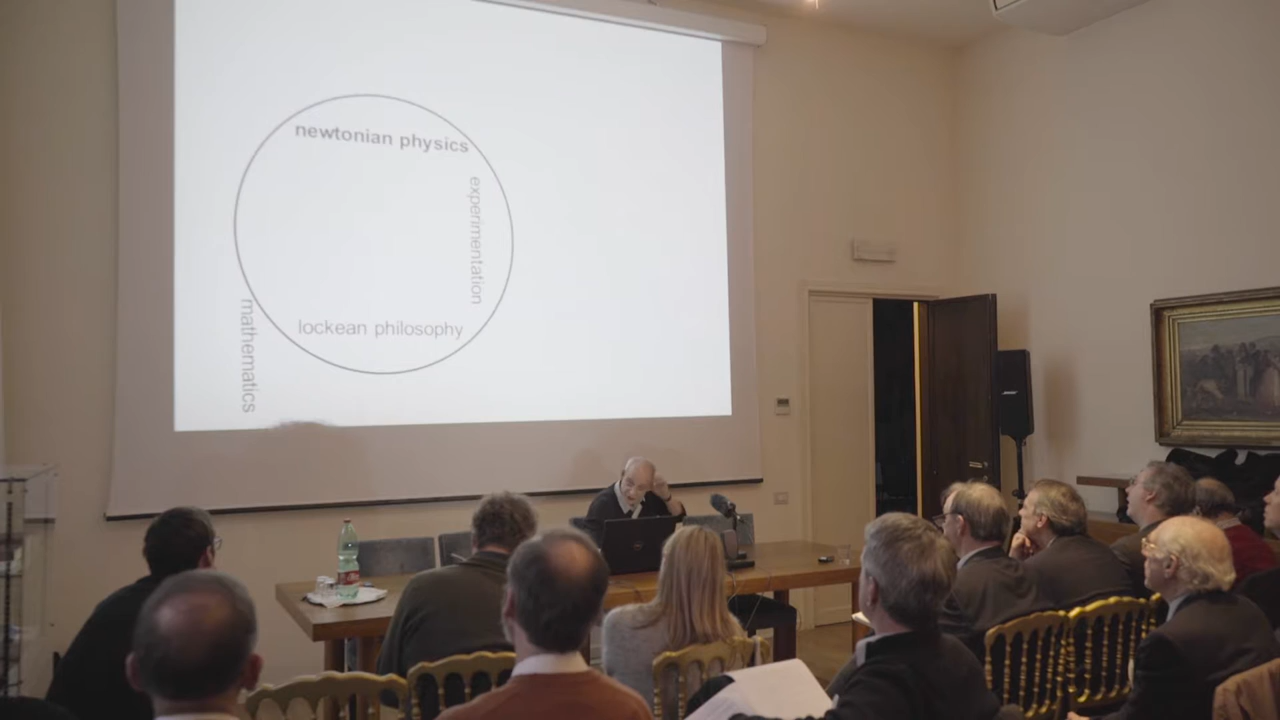 newtonian physics
experimentation
lockean philosophy
mathematics